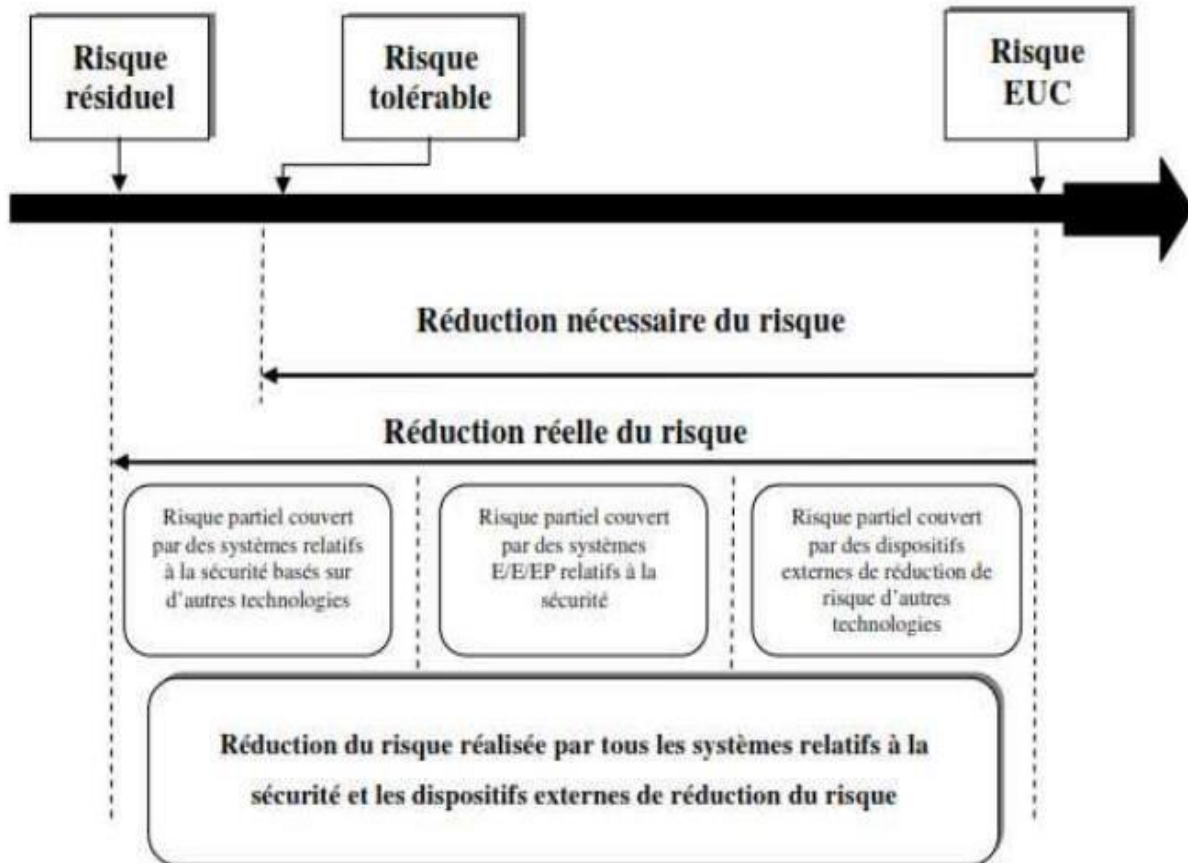 Risque
résiduel
Risque
tolérable
Risque
EUC
Réduction nécessaire du risque
Réduction réelle du risque
Risque partiel couvert
par des systèmes relatifs
à la sécurité basés sur
d'autres technologies
Risque partiel couvert
par des systèmes
E/E/EP relatifs à la
sécurité
Risque partiel couvert
par des dispositifs
externes de réduction de
risque d'autres
technologies
Réduction du risque réalisée par tous les systèmes relatifs à la
sécurité et les dispositifs externes de réduction du risque